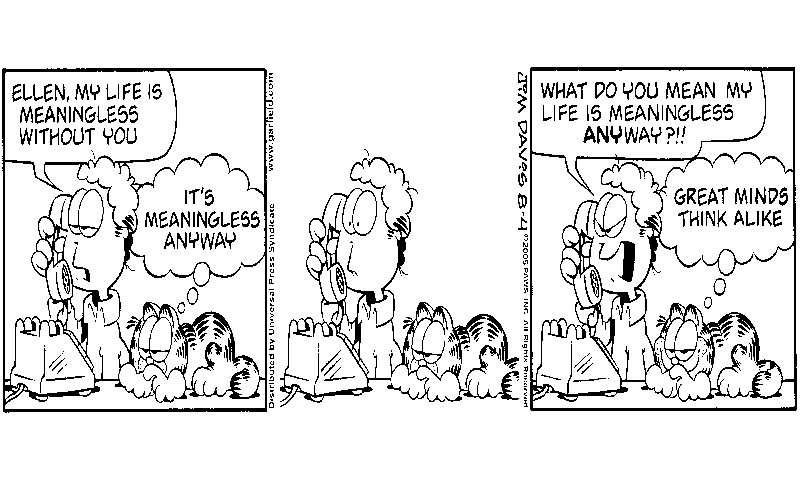 ELLEN, MY LIFE IS
MEANINGLESS
WITHOUT YOU
IT'S
MEANINGLESS
ANYWAY
www.garfield.com
Distributed by Universal Press Syndicate
JIM DAVIS 8-4 ©2005 PAWS, INC. All Rights Reserved
WHAT DO YOU MEAN MY
LIFE IS MEANINGLESS
ANYWAY?!!
GREAT MINDS
THINK ALIKE